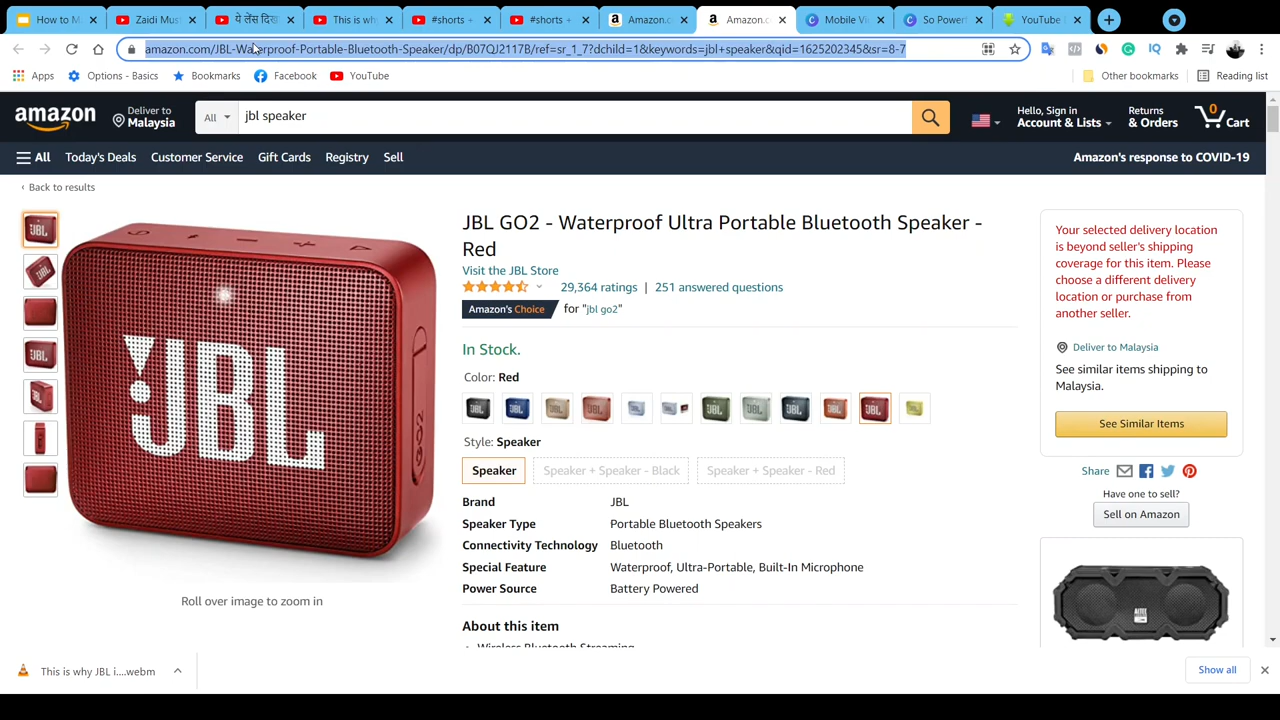 How to M
Zaidi Mus
ये लेंस दिख
This is why
#shorts +
#shorts +
Amazon.c
Amazon.c
Mobile Vi
So Power
YouTube
amazon.com/JBL-Waterproof-Portable-Bluetooth-Speaker/dp/B07QJ2117B/ref=sr_1_7?dchild=1&keywords=jbl+speaker&qid=1625202345&sr=8-7
Apps
Options - Basics
Bookmarks
Facebook
YouTube
Other bookmarks
Reading list
amazon
Deliver to
Malaysia
All
jbl speaker
Hello, Sign in
Account & Lists
Returns
& Orders
0
Cart
All
Today's Deals
Customer Service
Gift Cards
Registry
Sell
Amazon's response to COVID-19
‹ Back to results
JBL
GO2
Roll over image to zoom in
JBL GO2 - Waterproof Ultra Portable Bluetooth Speaker -
Red
Visit the JBL Store
29,364 ratings | 251 answered questions
Amazon's Choice for "jbl go2"
In Stock.
Color: Red
Style: Speaker
Speaker
Speaker + Speaker - Black
Speaker + Speaker - Red
Brand JBL
Speaker Type Portable Bluetooth Speakers
Connectivity Technology Bluetooth
Special Feature Waterproof, Ultra-Portable, Built-In Microphone
Power Source Battery Powered
About this item
Wireless Bluetooth Streaming
Your selected delivery location
is beyond seller's shipping
coverage for this item. Please
choose a different delivery
location or purchase from
another seller.
Deliver to Malaysia
See similar items shipping to
Malaysia.
See Similar Items
Share
Have one to sell?
Sell on Amazon
This is why JBL i....webm
Show all